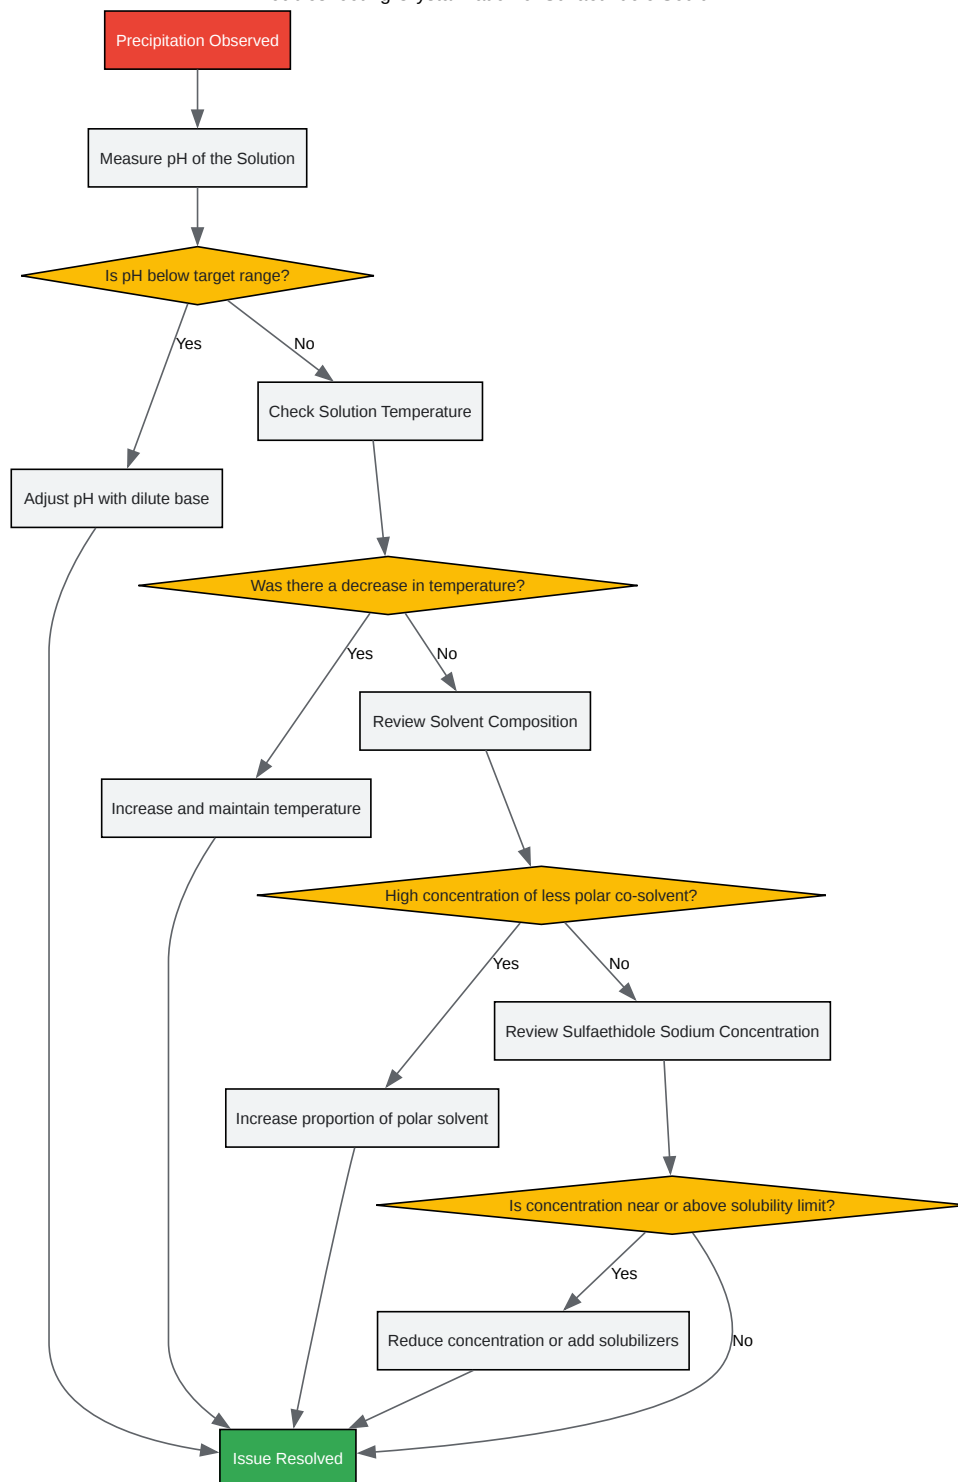 Precipitation Observed
Measure pH of the Solution
Is pH below target range?
Yes
No
Check Solution Temperature
Adjust pH with dilute base
Was there a decrease in temperature?
Yes
No
Review Solvent Composition
Increase and maintain temperature
High concentration of less polar co-solvent?
Yes
No
Review Sulfaethidole Sodium Concentration
Increase proportion of polar solvent
Is concentration near or above solubility limit?
Yes
Reduce concentration or add solubilizers
No
Issue Resolved